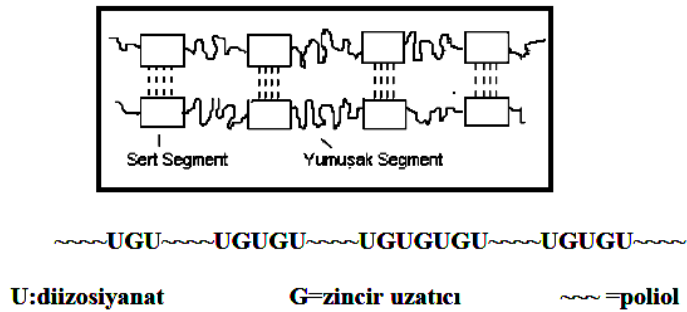 Sert Segment Yumuşak Segment
~~~~UGU~~~~UGUGU~~~~UGUGUGU~~~~UGUGU~~~~
U:diizosiyanat G=zincir uzatıcı ~~~ =poliol